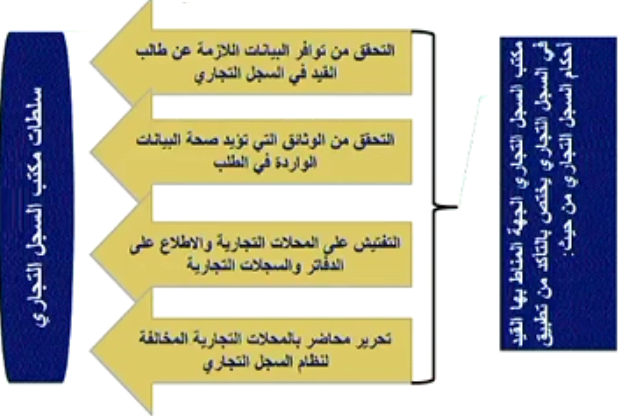 مكتب السجل التجاري الجهة المناط بها القيد
في السجل التجاري يختص بالتأكد من تطبيق
أحكام السجل التجاري من حيث:
التحقق من توافر البيانات اللازمة عن طالب
القيد في السجل التجاري
التحقق من الوثائق التي تؤيد صحة البيانات
الواردة في الطلب
التفتيش على المحلات التجارية والاطلاع على
الدفاتر والسجلات التجارية
تحرير محاضر بالمحلات التجارية المخالفة
لنظام السجل التجاري
سلطات مكتب السجل التجاري